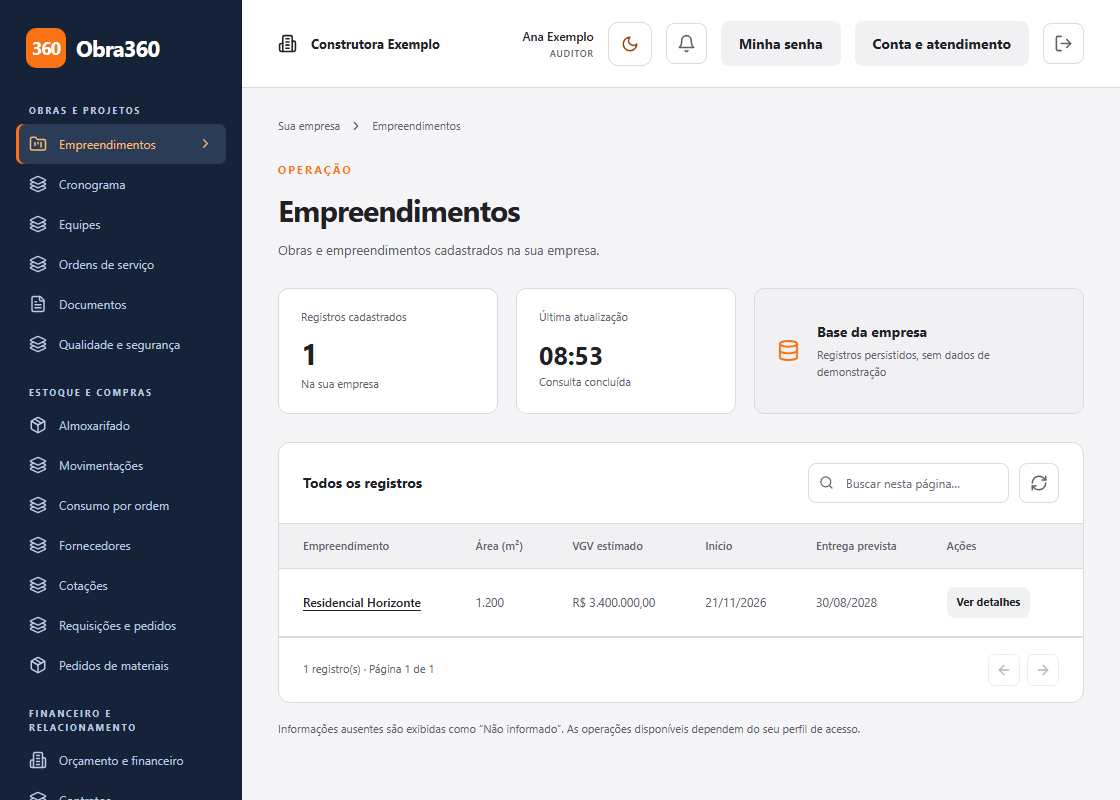 360 Obra360
OBRAS E PROJETOS
Empreendimentos
Cronograma
Equipes
Ordens de serviço
Documentos
Qualidade e segurança
ESTOQUE E COMPRAS
Almoxarifado
Movimentações
Consumo por ordem
Fornecedores
Cotações
Requisições e pedidos
Pedidos de materiais
FINANCEIRO E
RELACIONAMENTO
Orçamento e financeiro
Contratos
Construtora Exemplo
Ana Exemplo
AUDITOR
Minha senha
Conta e atendimento
Sua empresa > Empreendimentos
OPERAÇÃO
Empreendimentos
Obras e empreendimentos cadastrados na sua empresa.
Registros cadastrados
1
Na sua empresa
Última atualização
08:53
Consulta concluída
Base da empresa
Registros persistidos, sem dados de
demonstração
Todos os registros
Buscar nesta página...
Empreendimento Área (m²) VGV estimado Início Entrega prevista Ações
Residencial Horizonte 1.200 R$ 3.400.000,00 21/11/2026 30/08/2028 Ver detalhes
1 registro(s) · Página 1 de 1
Informações ausentes são exibidas como “Não informado”. As operações disponíveis dependem do seu perfil de acesso.